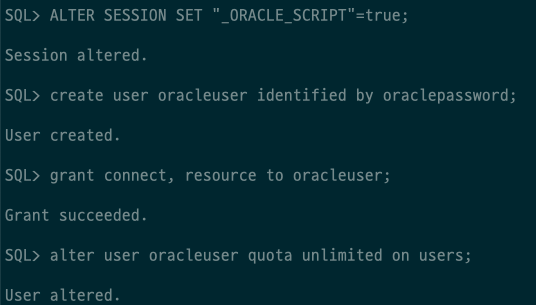 SQL> ALTER SESSION SET "_ORACLE_SCRIPT"=true;
Session altered.
SQL> create user oracleuser identified by oraclepassword;
User created.
SQL> grant connect, resource to oracleuser;
Grant succeeded.
SQL> alter user oracleuser quota unlimited on users;
User altered.